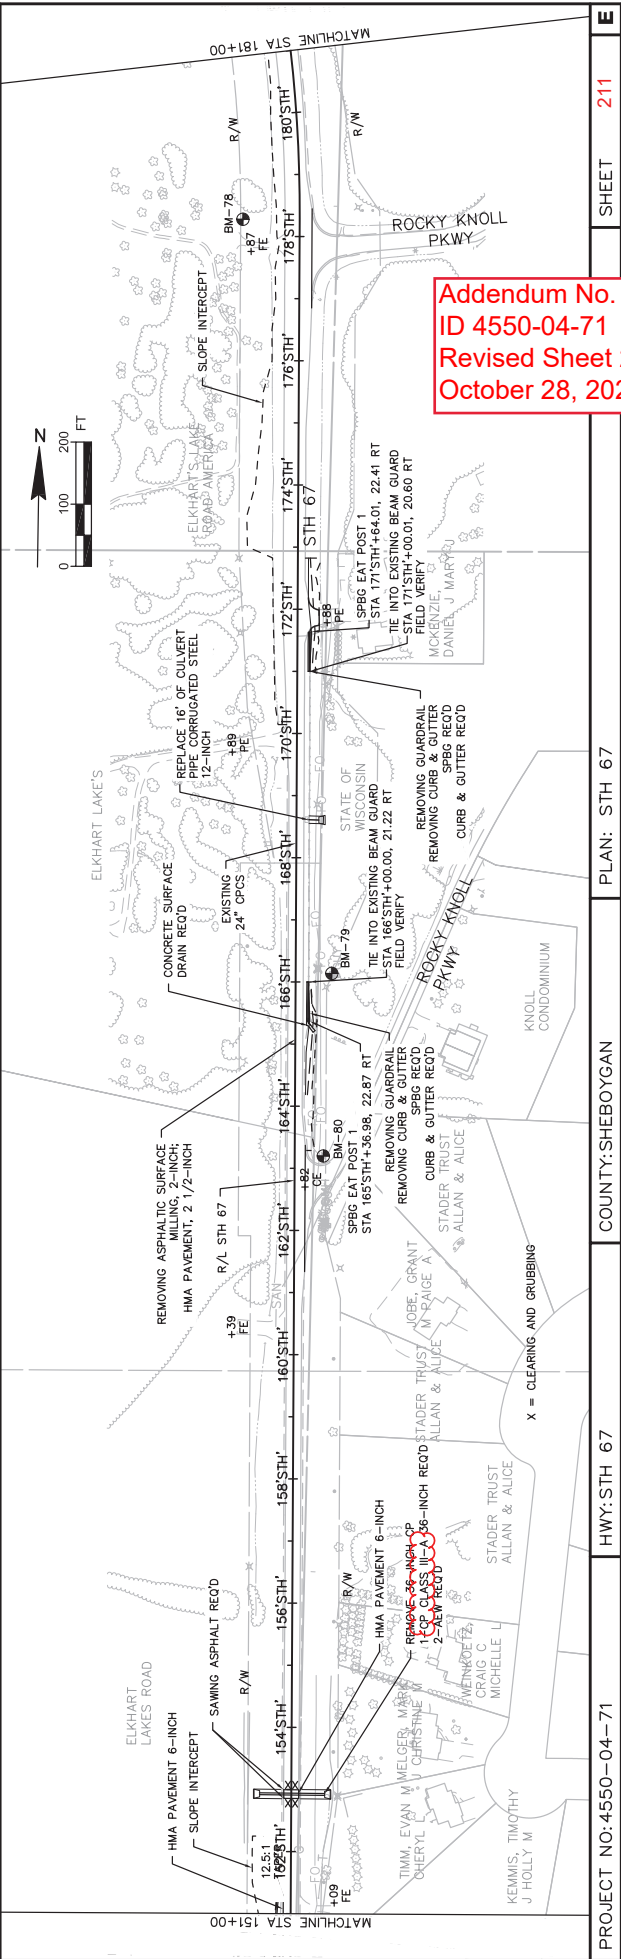 MATCHLINE STA 151+00
MATCHLINE STA 181+00
N
0 100 200
FT
HMA PAVEMENT 6-INCH
SLOPE INTERCEPT
12.5:1
ELKHART
LAKES ROAD
SAWING ASPHALT REQ'D
R/W
+39
FE
R/L STH 67
REMOVING ASPHALTIC SURFACE
MILLING, 2-INCH;
HMA PAVEMENT, 2 1/2-INCH
CONCRETE SURFACE
DRAIN REQ'D
ELKHART LAKE'S
EXISTING
24" CPCS
REPLACE 16' OF CULVERT
PIPE CORRUGATED STEEL
12-INCH
+89
PE
ELKHART'S LAKE
ROAD AMERICA
SLOPE INTERCEPT
BM-78
+87
FE
R/W
152'STH'
154'STH'
156'STH'
158'STH'
160'STH'
162'STH'
164'STH'
166'STH'
168'STH'
170'STH'
172'STH'
174'STH'
176'STH'
178'STH'
180'STH'
SAN
STH 67
+09
FE
R/W
HMA PAVEMENT 6-INCH
REMOVE 36-INCH CP
1-CP CLASS III-A 36-INCH REQ'D
2-AEW REQ'D
TIMM, EVAN M
CHERYL L
MELGER, MARK
J CHRISTINE M
KEMMIS, TIMOTHY
J HOLLY M
WEINKOETZ,
CRAIG C
MICHELLE L
STADER TRUST
ALLAN & ALICE
STADER TRUST
ALLAN & ALICE
JOBE, GRANT
M PAIGE A
STADER TRUST
ALLAN & ALICE
X = CLEARING AND GRUBBING
+82
CE
BM-80
SPBG EAT POST 1
STA 165'STH'+36.98, 22.87 RT
REMOVING GUARDRAIL
REMOVING CURB & GUTTER
SPBG REQ'D
CURB & GUTTER REQ'D
BM-79
TIE INTO EXISTING BEAM GUARD
STA 166'STH'+00.00, 21.22 RT
FIELD VERIFY
STATE OF
WISCONSIN
ROCKY KNOLL
PKWY
KNOLL
CONDOMINIUM
REMOVING GUARDRAIL
REMOVING CURB & GUTTER
SPBG REQ'D
CURB & GUTTER REQ'D
+88
PE
SPBG EAT POST 1
STA 171'STH'+64.01, 22.41 RT
TIE INTO EXISTING BEAM GUARD
STA 171'STH'+00.01, 20.60 RT
FIELD VERIFY
MCKENZIE,
DANIEL J MARY J
R/W
ROCKY KNOLL
PKWY
Addendum No.
ID 4550-04-71
Revised Sheet
October 28, 202
PROJECT NO: 4550-04-71
HWY: STH 67
COUNTY: SHEBOYGAN
PLAN: STH 67
SHEET 211
E